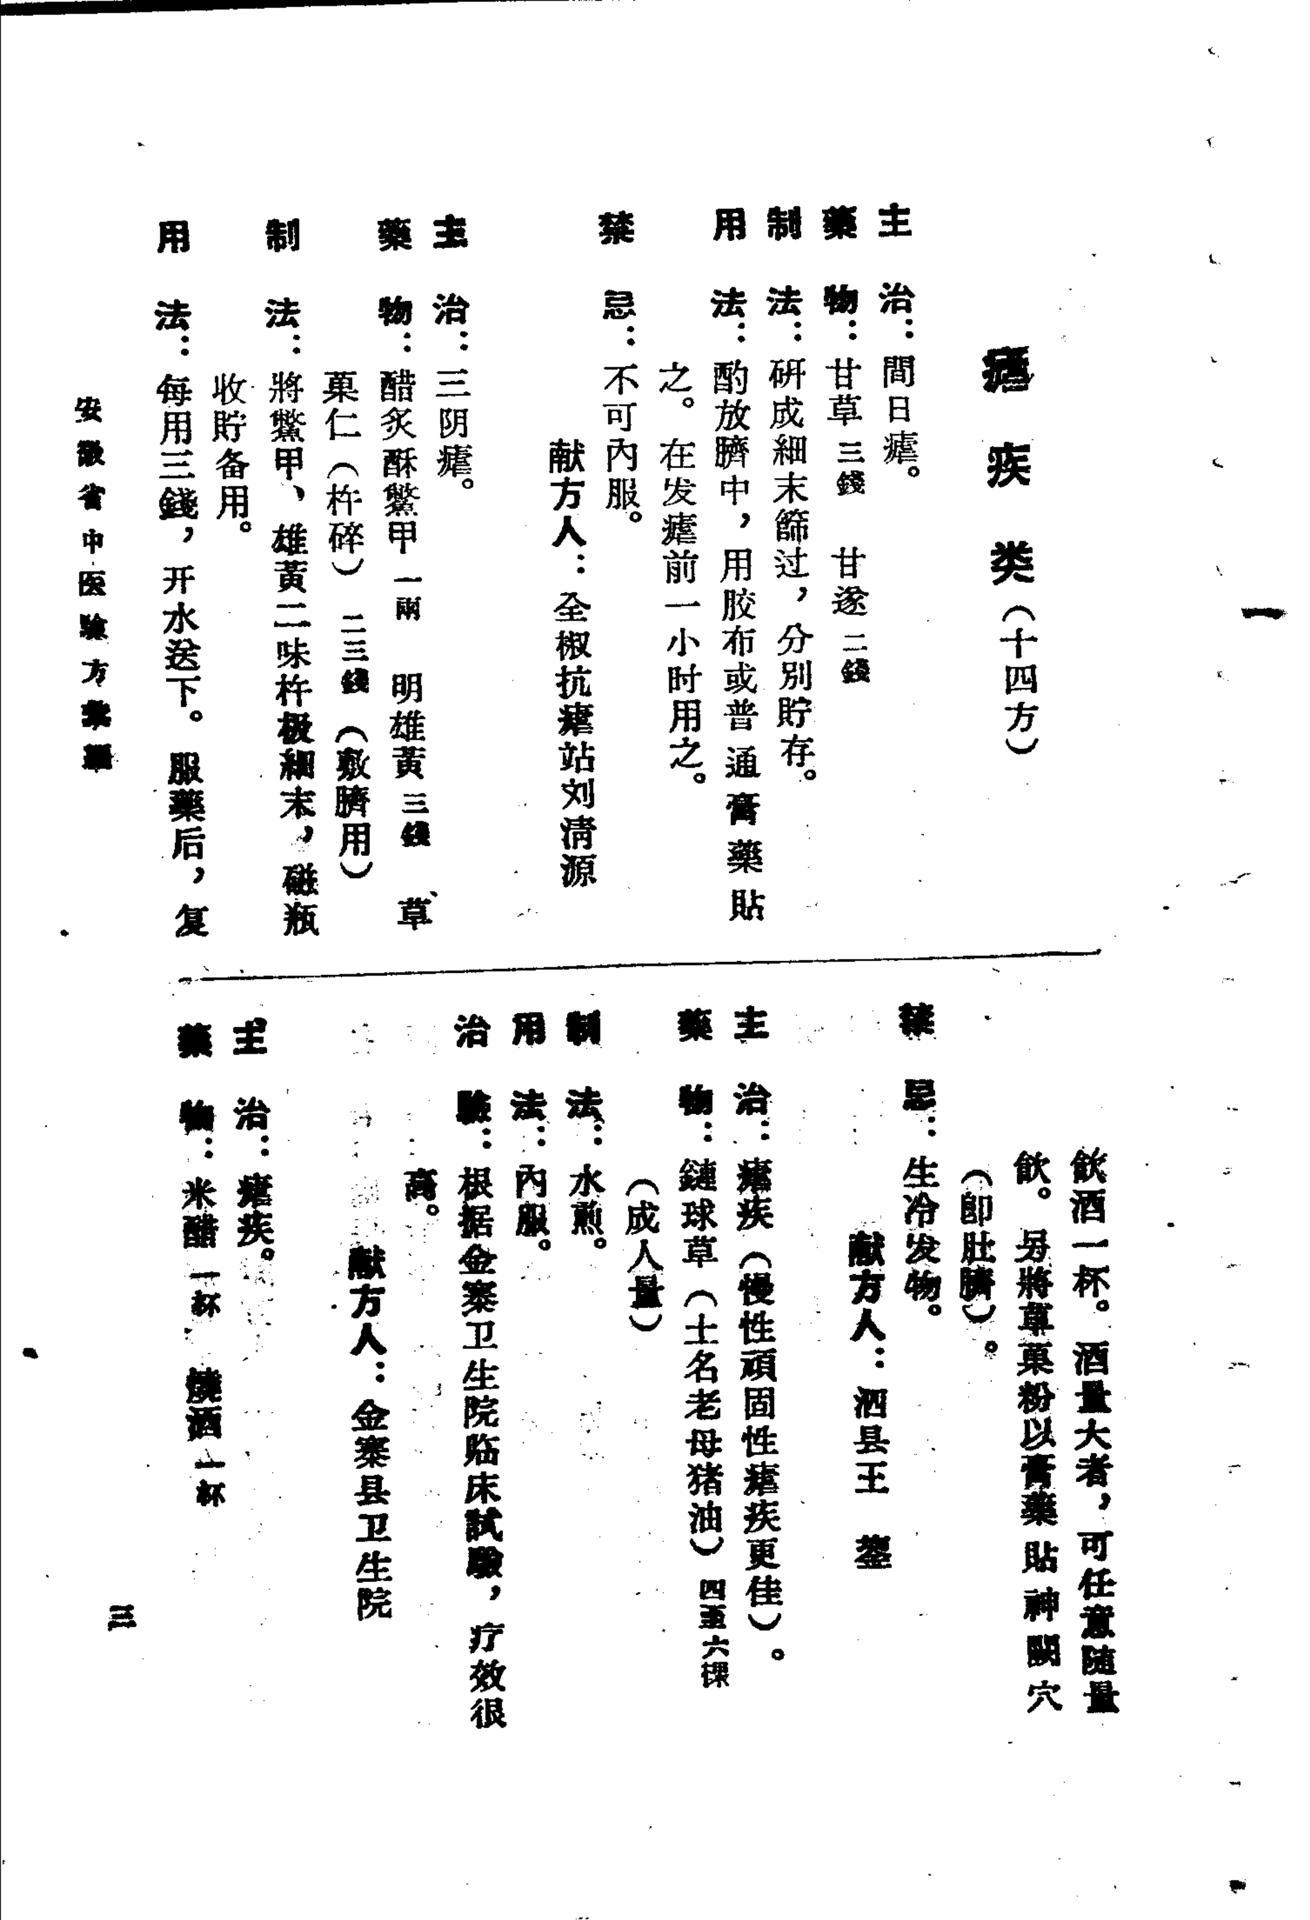 瘧疾类(十四方)
主治：間日瘧。
藥物：甘草三錢　甘遂二錢
制法：研成細末篩过，分別貯存。
用法：酌放臍中，用胶布或普通膏藥貼
之。在发瘧前一小时用之。
禁忌：不可內服。
献方人：全椒抗瘧站刘清源
主治：三阴瘧。
藥物：醋炙酥鱉甲一兩　明雄黃三錢　草
菓仁(杵碎)二三錢(敷臍用)
制法：將鱉甲、雄黃二味杵极細末，磁瓶
收貯备用。
用法：每用三錢，开水送下。服藥后，复
飲酒一杯。酒量大者，可任意随量
飲。另將草菓粉以膏藥貼神闕穴
(卽肚臍)。
禁忌：生冷发物。
献方人：泗县王
主治：瘧疾(慢性頑固性瘧疾更佳)。
藥物：鏈球草(土名老母猪油)四至六棵
(成人量)
制法：水煎。
用法：內服。
治驗：根据金寨卫生院临床試驗，疗效很
高。
献方人：金寨县卫生院
主治：瘧疾。
藥物：米醋一杯　燒酒一杯
安徽省中医驗方
三
一